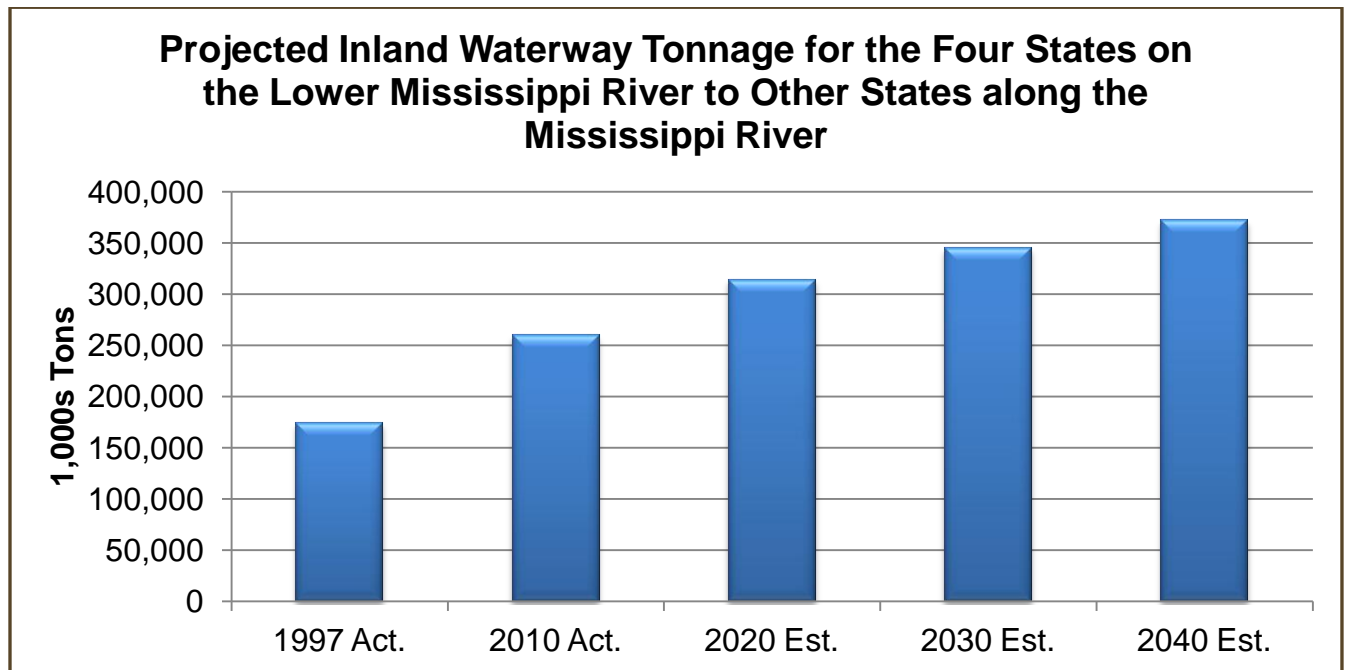 Projected Inland Waterway Tonnage for the Four States on
the Lower Mississippi River to Other States along the
Mississippi River
400,000
350,000
300,000
250,000
200,000
150,000
100,000
50,000
0
1,000s Tons
1997 Act.
2010 Act.
2020 Est.
2030 Est.
2040 Est.